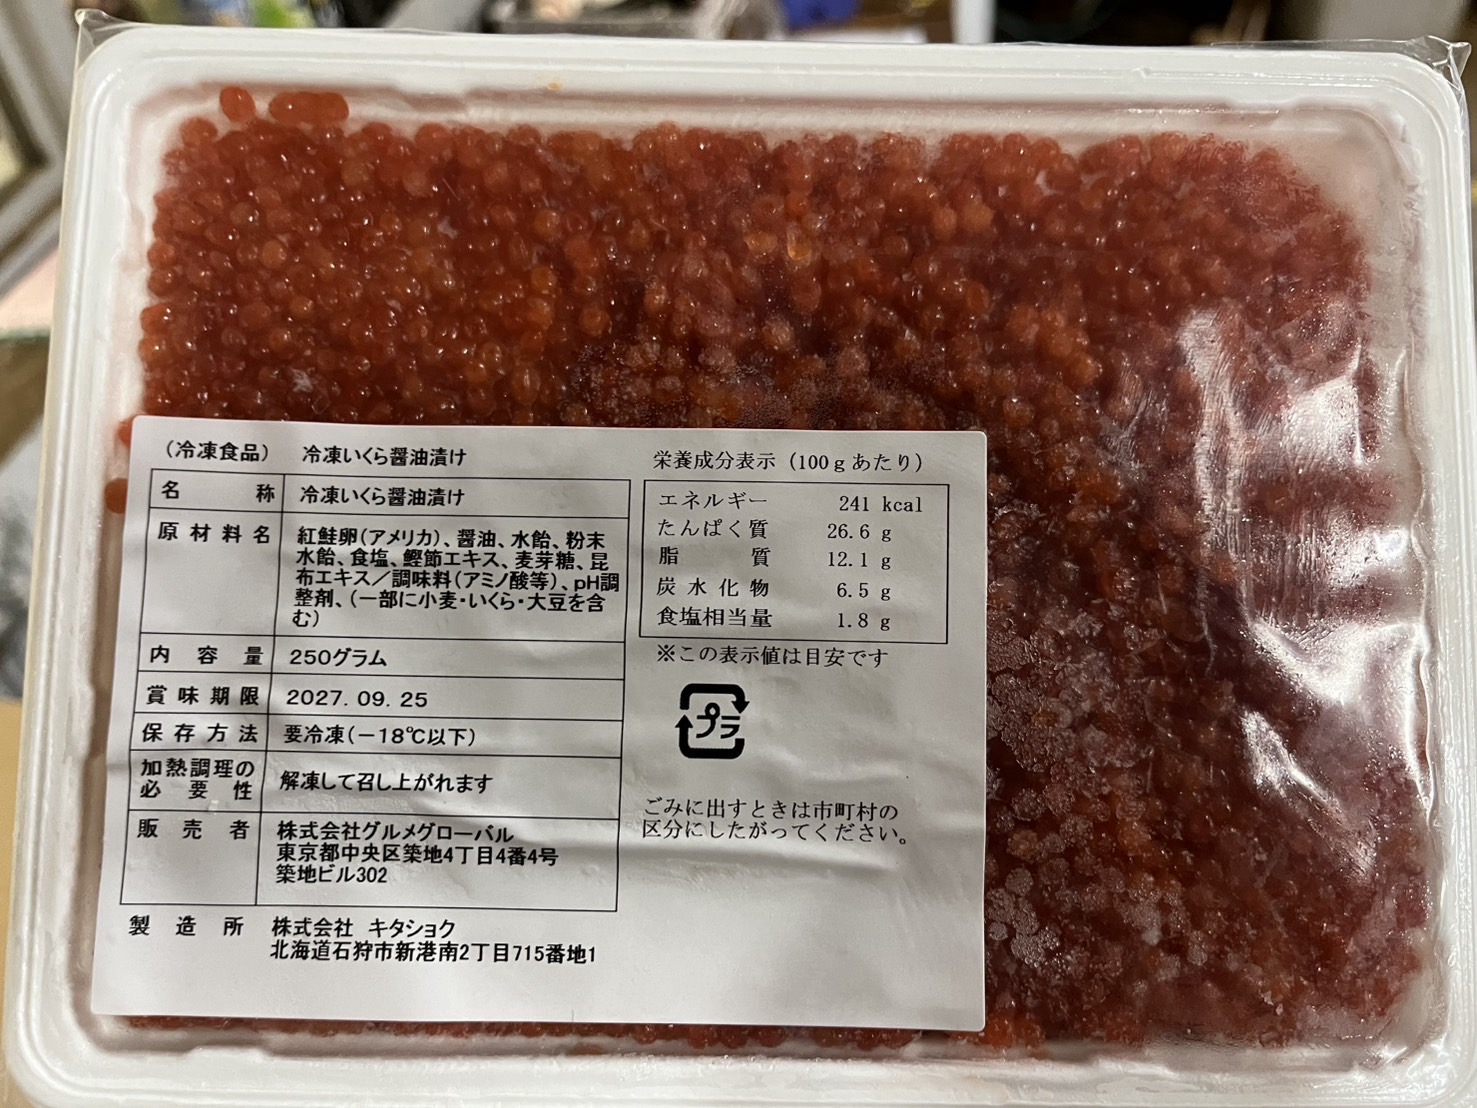 （冷凍食品） 冷凍いくら醤油漬け
名称 冷凍いくら醤油漬け
原材料名 紅鮭卵（アメリカ）、醤油、水飴、粉末
水飴、食塩、鰹節エキス、麦芽糖、昆
布エキス／調味料（アミノ酸等）、pH調
整剤、（一部に小麦・いくら・大豆を含
む）
内容量 250グラム
賞味期限 2027. 09. 25
保存方法 要冷凍（－18℃以下）
加熱調理の
必要性 解凍して召し上がれます
販売者 株式会社グルメグローバル
東京都中央区築地4丁目4番4号
築地ビル302
製造所 株式会社 キタショク
北海道石狩市新港南2丁目715番地1
栄養成分表示（100ｇあたり）
エネルギー 241 kcal
たんぱく質 26.6 g
脂質 12.1 g
炭水化物 6.5 g
食塩相当量 1.8 g
※この表示値は目安です
プラ
ごみに出すときは市町村の
区分にしたがってください。